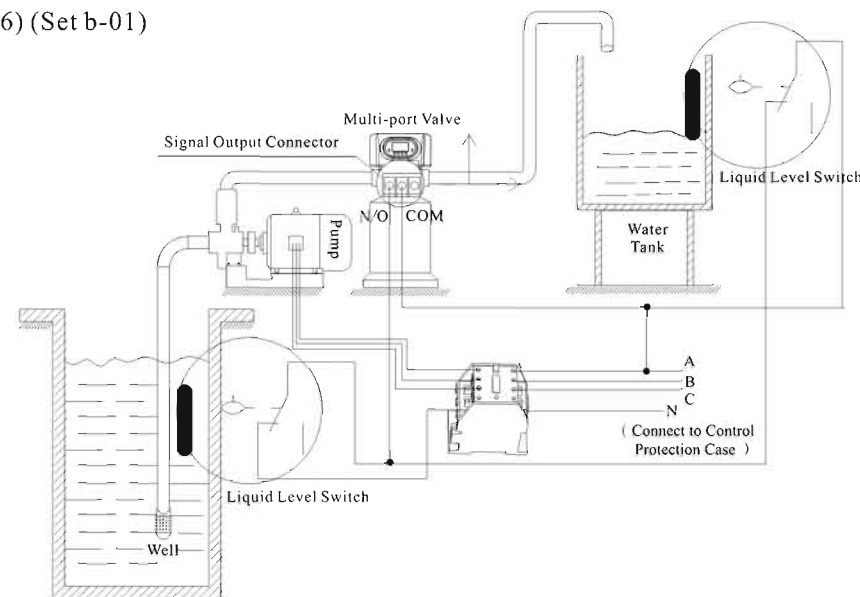 6) (Set b-01)
Multi-port Valve
Signal Output Connector
N/O COM
Pump
Liquid Level Switch
Water
Tank
A
B
C
N
( Connect to Control
Protection Case )
Liquid Level Switch
Well